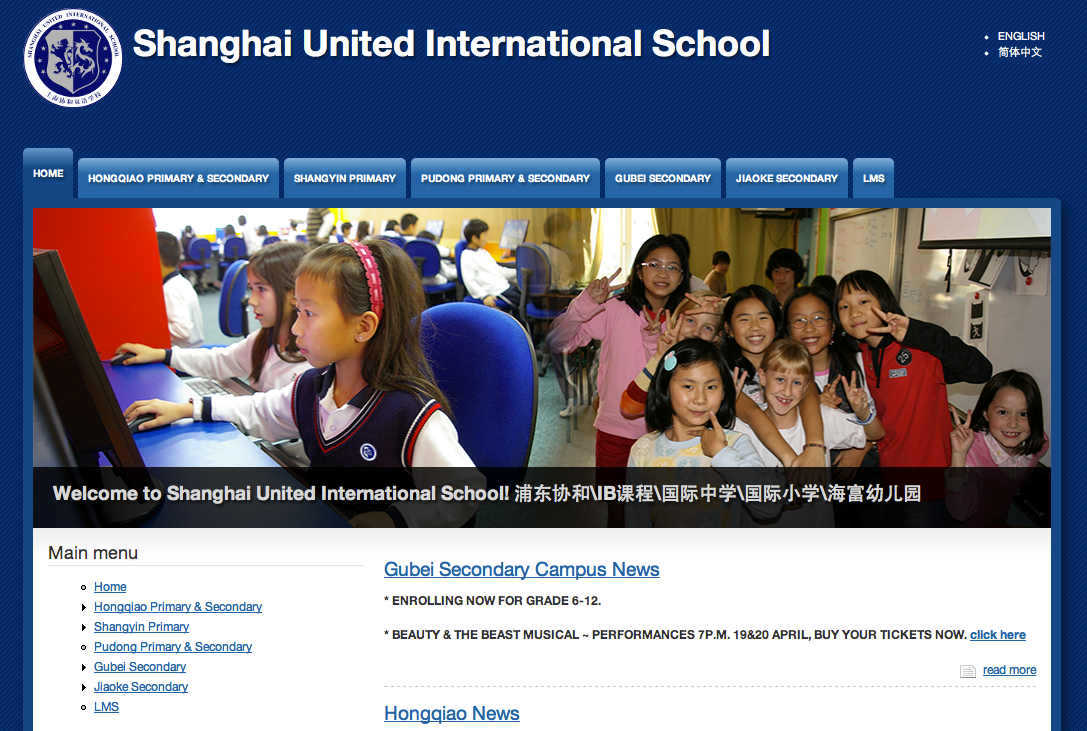 SHANGHAI UNITED INTERNATIONAL SCHOOL
上海协和双语学校
Shanghai United International School
ENGLISH
简体中文
HOME
HONGQIAO PRIMARY & SECONDARY
SHANGYIN PRIMARY
PUDONG PRIMARY & SECONDARY
GUBEI SECONDARY
JIAOKE SECONDARY
LMS
25
Welcome to Shanghai United International School! 浦东协和\IB课程\国际中学\国际小学\海富幼儿园
Main menu
Home
Hongqiao Primary & Secondary
Shangyin Primary
Pudong Primary & Secondary
Gubei Secondary
Jiaoke Secondary
LMS
Gubei Secondary Campus News
* ENROLLING NOW FOR GRADE 6-12.
* BEAUTY & THE BEAST MUSICAL ~ PERFORMANCES 7P.M. 19&20 APRIL, BUY YOUR TICKETS NOW. click here
read more
Hongqiao News